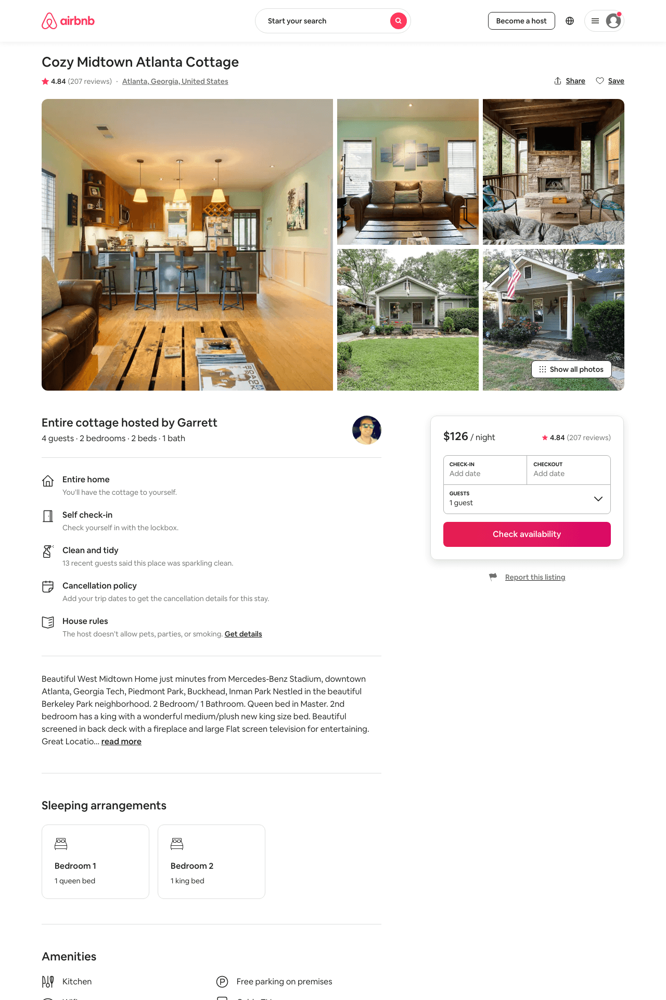 airbnb
Start your search
Become a host
Cozy Midtown Atlanta Cottage
4.84 (207 reviews) · Atlanta, Georgia, United States
Share
Save
Show all photos
Entire cottage hosted by Garrett
4 guests · 2 bedrooms · 2 beds · 1 bath
Entire home
You’ll have the cottage to yourself.
Self check-in
Check yourself in with the lockbox.
Clean and tidy
13 recent guests said this place was sparkling clean.
Cancellation policy
Add your trip dates to get the cancellation details for this stay.
House rules
The host doesn’t allow pets, parties, or smoking. Get details
$126 / night
4.84 (207 reviews)
CHECK-IN
Add date
CHECKOUT
Add date
GUESTS
1 guest
Check availability
Report this listing
Beautiful West Midtown Home just minutes from Mercedes-Benz Stadium, downtown
Atlanta, Georgia Tech, Piedmont Park, Buckhead, Inman Park Nestled in the beautiful
Berkeley Park neighborhood. 2 Bedroom/ 1 Bathroom. Queen bed in Master. 2nd
bedroom has a king with a wonderful medium/plush new king size bed. Beautiful
screened in back deck with a fireplace and large Flat screen television for entertaining.
Great Locatio... read more
Sleeping arrangements
Bedroom 1
1 queen bed
Bedroom 2
1 king bed
Amenities
Kitchen
Free parking on premises